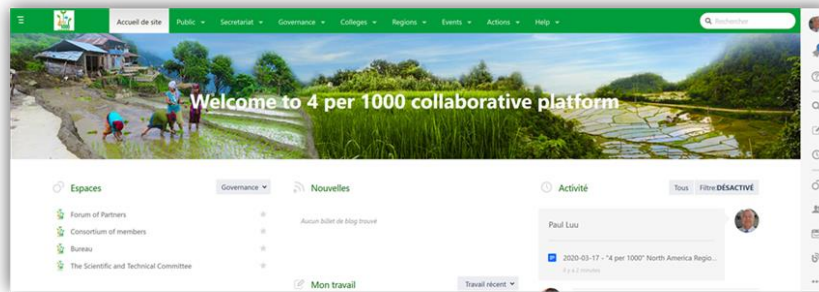 Accueil de site Public Secretariat Governance Colleges Regions Events Actions Help Rechercher
Welcome to 4 per 1000 collaborative platform
Espaces Governance Nouvelles Activité Tous Filtre:DÉSACTIVÉ
Forum of Partners
Aucun billet de blog trouvé
Paul Luu
Consortium of members
Bureau
2020-03-17 - "4 per 1000" North America Regio...
The Scientific and Technical Committee
Il y a 2 minutes
Mon travail Travail récent